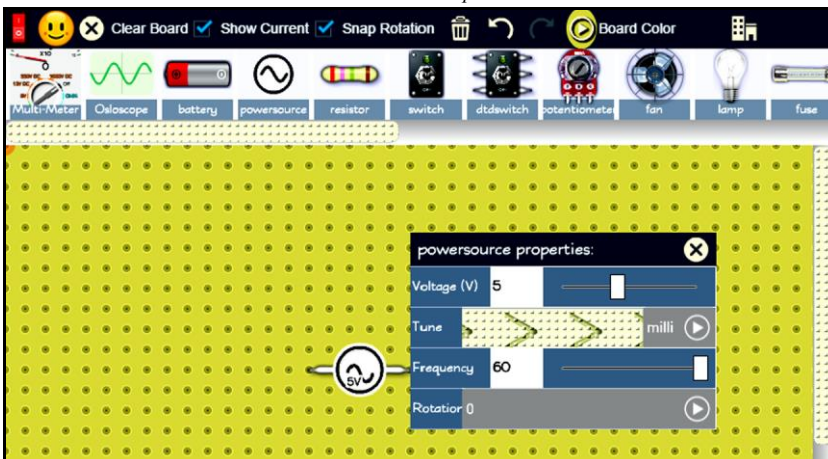 Clear Board Show Current Snap Rotation Board Color
X10
Multi-Meter Osloscope battery powersource resistor switch dtdswitch potentiometer fan lamp fuse
powersource properties:
Voltage (V) 5
Tune milli
5V
Frequency 60
Rotation 0